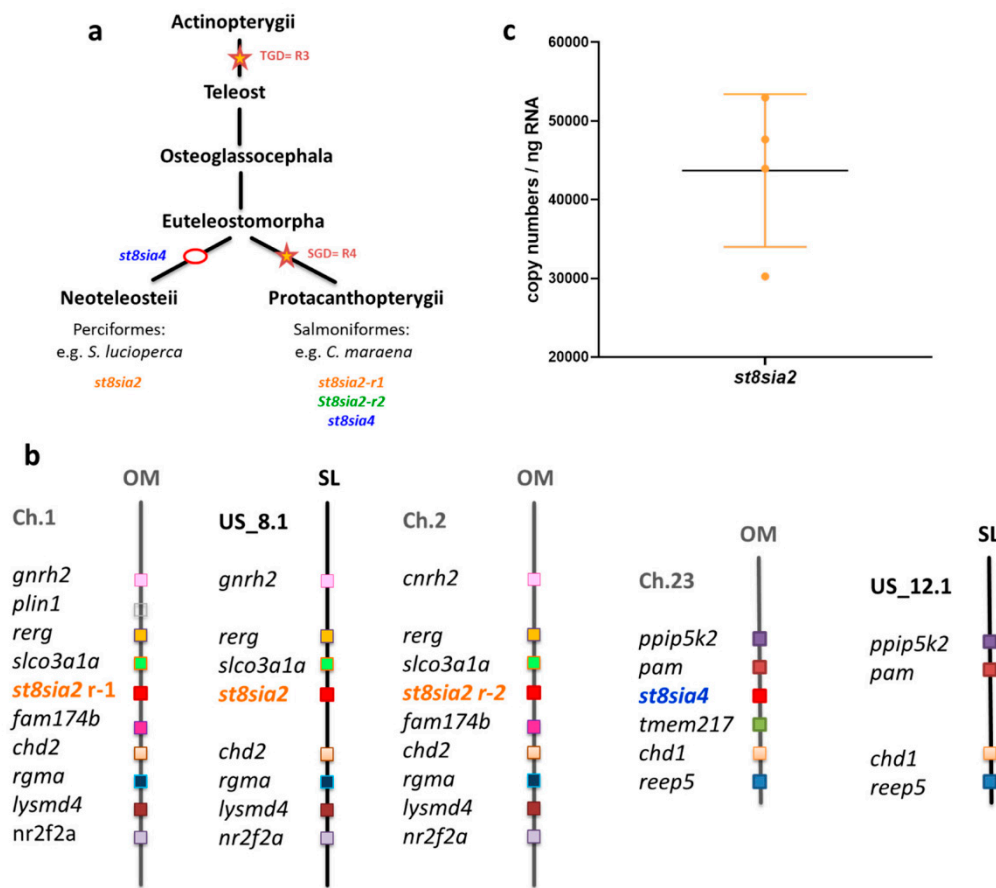 a
Actinopterygii
TGD= R3
Teleost
Osteoglassocephala
Euteleostomorpha
st8sia4
SGD= R4
Neoteleosteii
Protacanthopterygii
Perciformes:
e.g. S. lucioperca
Salmoniformes:
e.g. C. maraena
st8sia2
st8sia2-r1
St8sia2-r2
st8sia4
c
copy numbers / ng RNA
60000
50000
40000
30000
20000
st8sia2
b
OM
Ch.1
gnrh2
plin1
rerg
slco3a1a
st8sia2 r-1
fam174b
chd2
rgma
lysmd4
nr2f2a
SL
US_8.1
gnrh2
rerg
slco3a1a
st8sia2
chd2
rgma
lysmd4
nr2f2a
OM
Ch.2
cnrh2
rerg
slco3a1a
st8sia2 r-2
fam174b
chd2
rgma
lysmd4
nr2f2a
OM
Ch.23
ppip5k2
pam
st8sia4
tmem217
chd1
reep5
SL
US_12.1
ppip5k2
pam
chd1
reep5